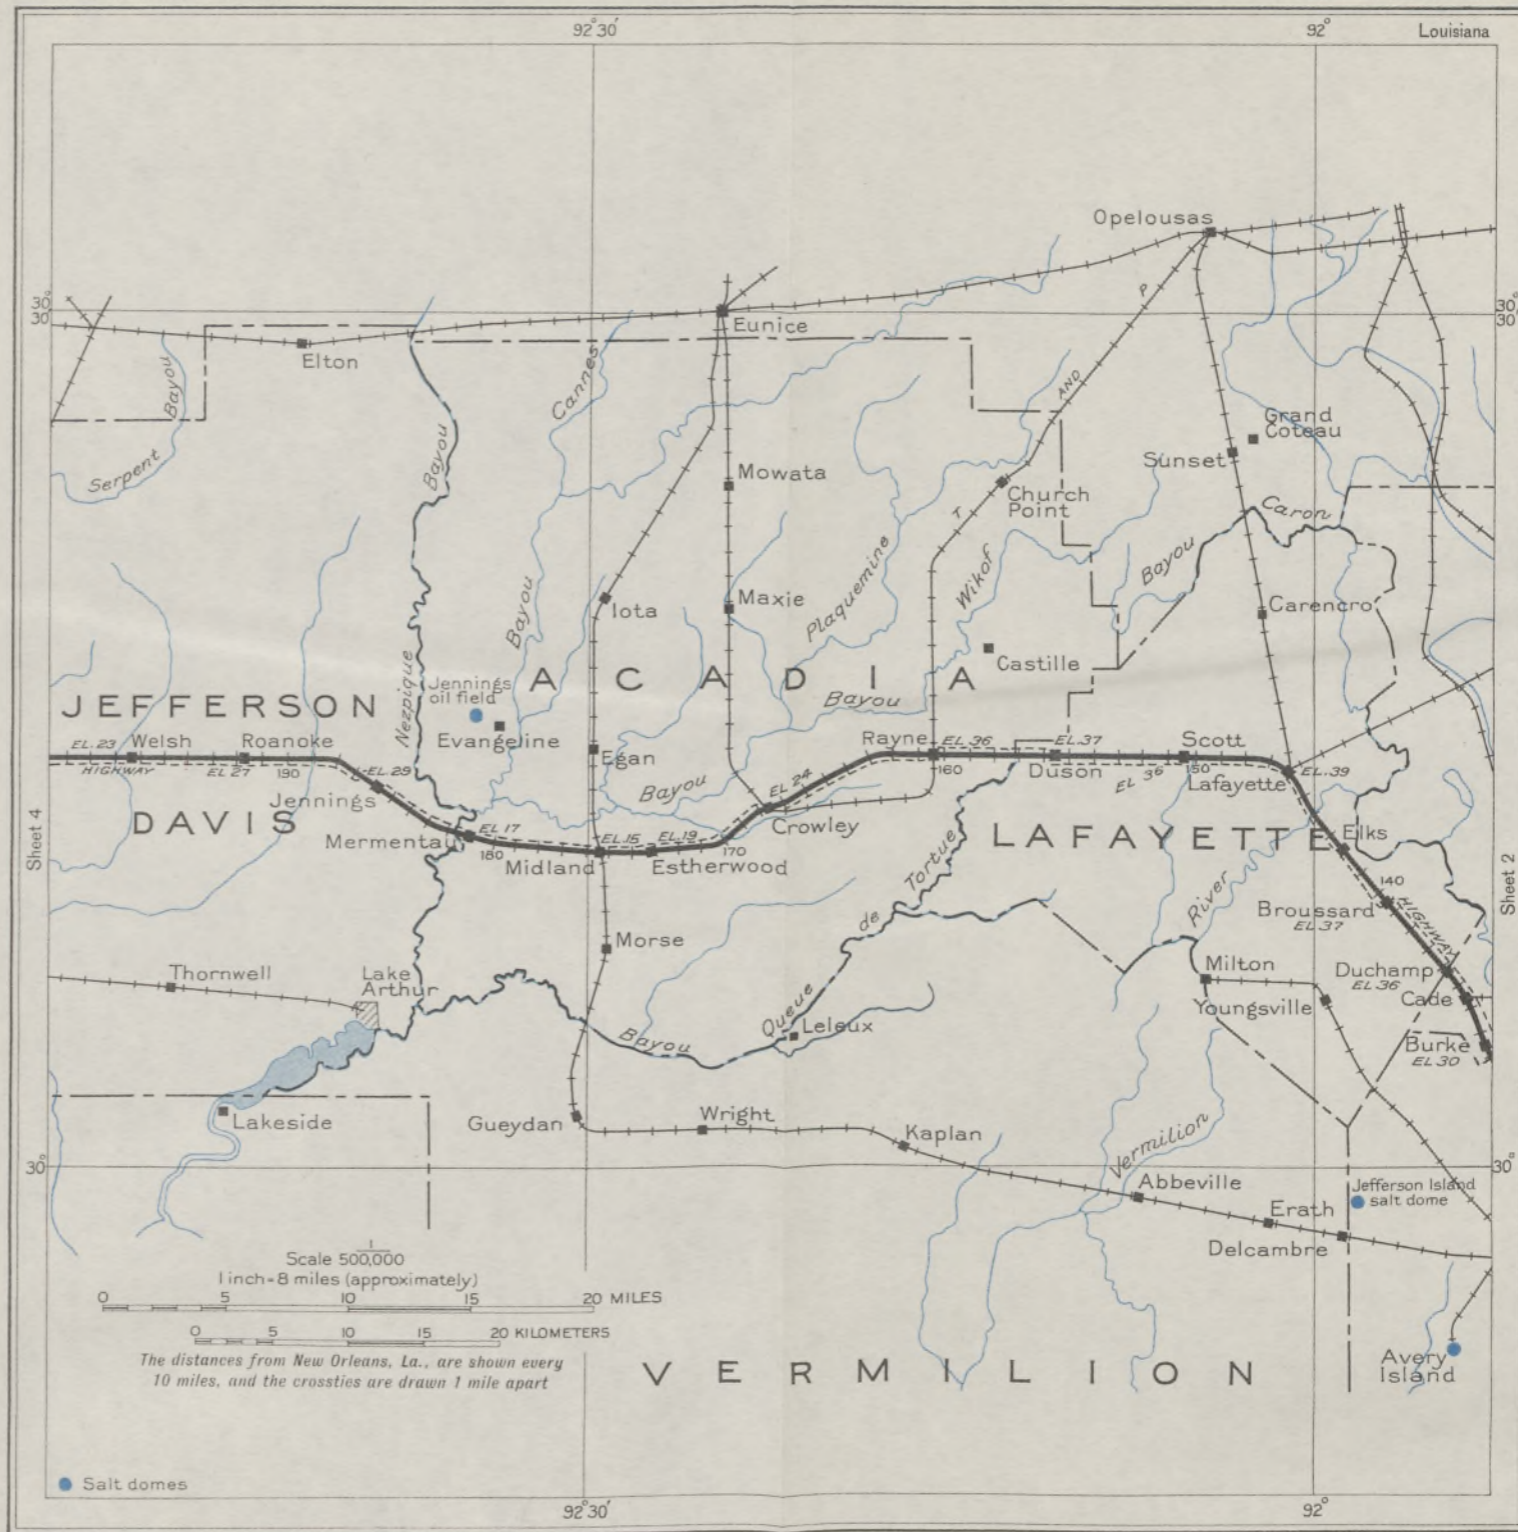 92°30′
92°
Louisiana
Opelousas
30°
30′
30°
30′
Eunice
Elton
Bayou
Serpent
Cannes
Bayou
Bayou
Nezpique
P
AND
T
Grand
Coteau
Sunset
Mowata
Church
Point
Caron
Bayou
Plaquemine
Wikof
Iota
Maxie
Carencro
Castille
Jennings
oil field
ACADIA
Bayou
JEFFERSON
DAVIS
Evangeline
Egan
EL.23
Welsh
HIGHWAY
Roanoke
EL 27
190
EL.29
Jennings
Bayou
EL 24
Rayne
EL.36
160
EL.37
Duson
EL 36
Scott
150
Lafayette
EL.39
Mermentau
EL 17
180
Midland
EL.15
EL.19
Estherwood
170
Crowley
LAFAYETTE
Elks
140
Sheet 4
Sheet 2
Tortue
de
Queue
River
Broussard
EL.37
HIGHWAY
Morse
Thornwell
Lake
Arthur
Milton
Youngsville
Duchamp
EL.36
Cade
Burke
EL 30
Bayou
Leleux
Lakeside
Gueydan
Wright
Kaplan
Vermilion
30°
30°
Abbeville
Jefferson Island
salt dome
Erath
Delcambre
Scale 1/500,000
1 inch=8 miles (approximately)
0 5 10 15 20 MILES
0 5 10 15 20 KILOMETERS
The distances from New Orleans, La., are shown every
10 miles, and the crossties are drawn 1 mile apart
VERMILION
Avery
Island
Salt domes
92°30′
92°